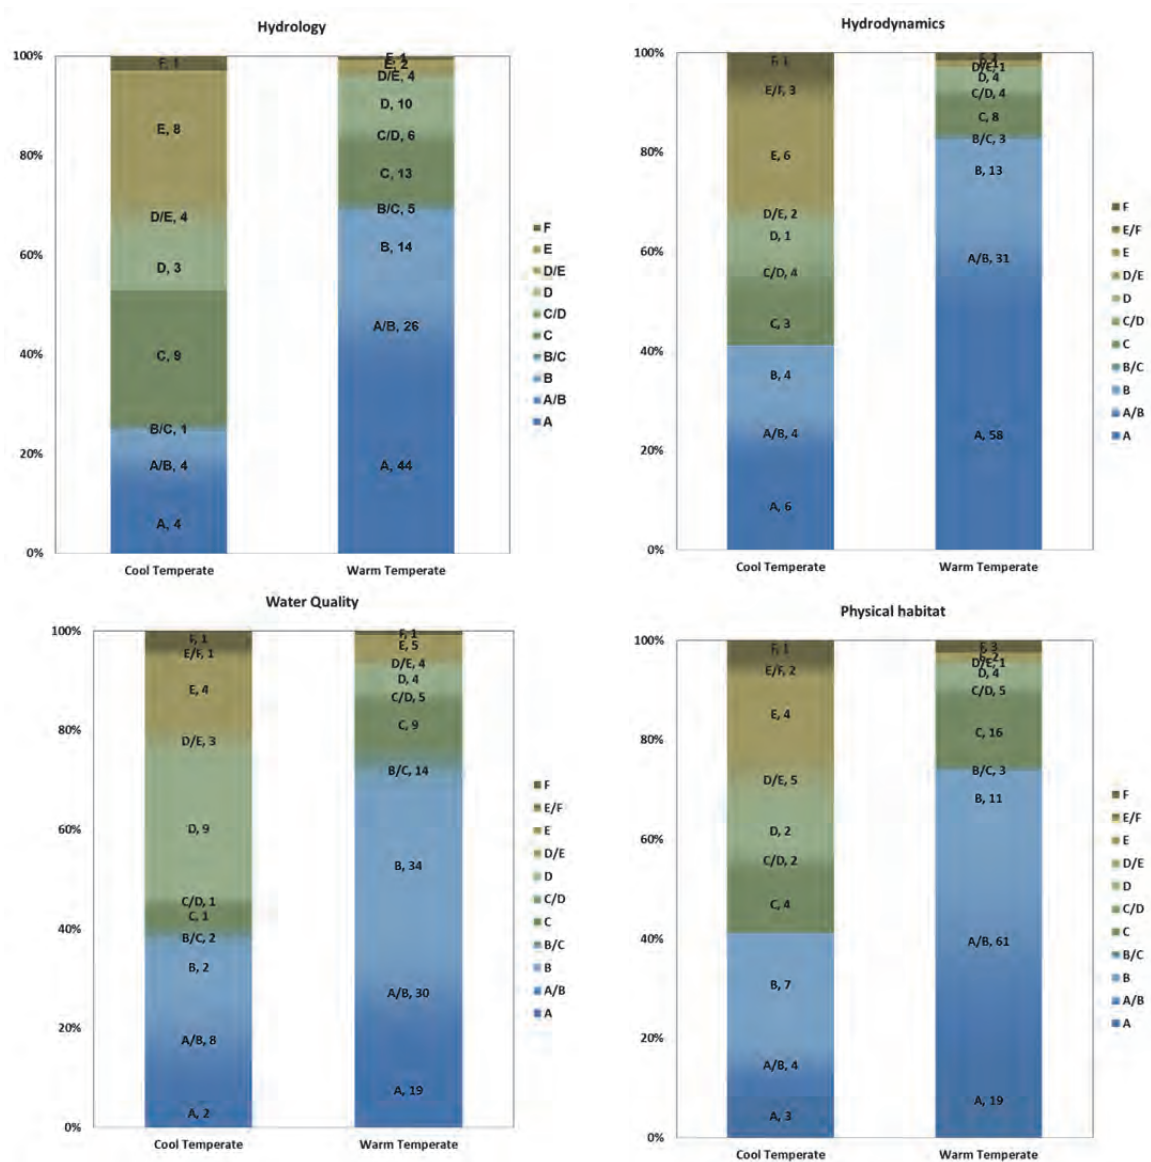 Hydrology
100%
80%
60%
40%
20%
0%
F, 1
E, 8
D/E, 4
D, 3
C, 9
B/C, 1
A/B, 4
A, 4
E, 2
D/E, 4
D, 10
C/D, 6
C, 13
B/C, 5
B, 14
A/B, 26
A, 44
Cool Temperate
Warm Temperate
F
E
D/E
D
C/D
C
B/C
B
A/B
A
Hydrodynamics
100%
80%
60%
40%
20%
0%
F, 1
E/F, 3
E, 6
D/E, 2
D, 1
C/D, 4
C, 3
B, 4
A/B, 4
A, 6
D/E, 1
D, 4
C/D, 4
C, 8
B/C, 3
B, 13
A/B, 31
A, 58
Cool Temperate
Warm Temperate
F
E/F
E
D/E
D
C/D
C
B/C
B
A/B
A
Water Quality
100%
80%
60%
40%
20%
0%
F, 1
E/F, 1
E, 4
D/E, 3
D, 9
C/D, 1
C, 1
B/C, 2
B, 2
A/B, 8
A, 2
F, 1
E, 5
D/E, 4
D, 4
C/D, 5
C, 9
B/C, 14
B, 34
A/B, 30
A, 19
Cool Temperate
Warm Temperate
F
E/F
E
D/E
D
C/D
C
B/C
B
A/B
A
Physical habitat
100%
80%
60%
40%
20%
0%
F, 1
E/F, 2
E, 4
D/E, 5
D, 2
C/D, 2
C, 4
B, 7
A/B, 4
A, 3
F, 3
E, 2
D/E, 1
D, 4
C/D, 5
C, 16
B/C, 3
B, 11
A/B, 61
A, 19
Cool Temperate
Warm Temperate
F
E/F
E
D/E
D
C/D
C
B/C
B
A/B
A